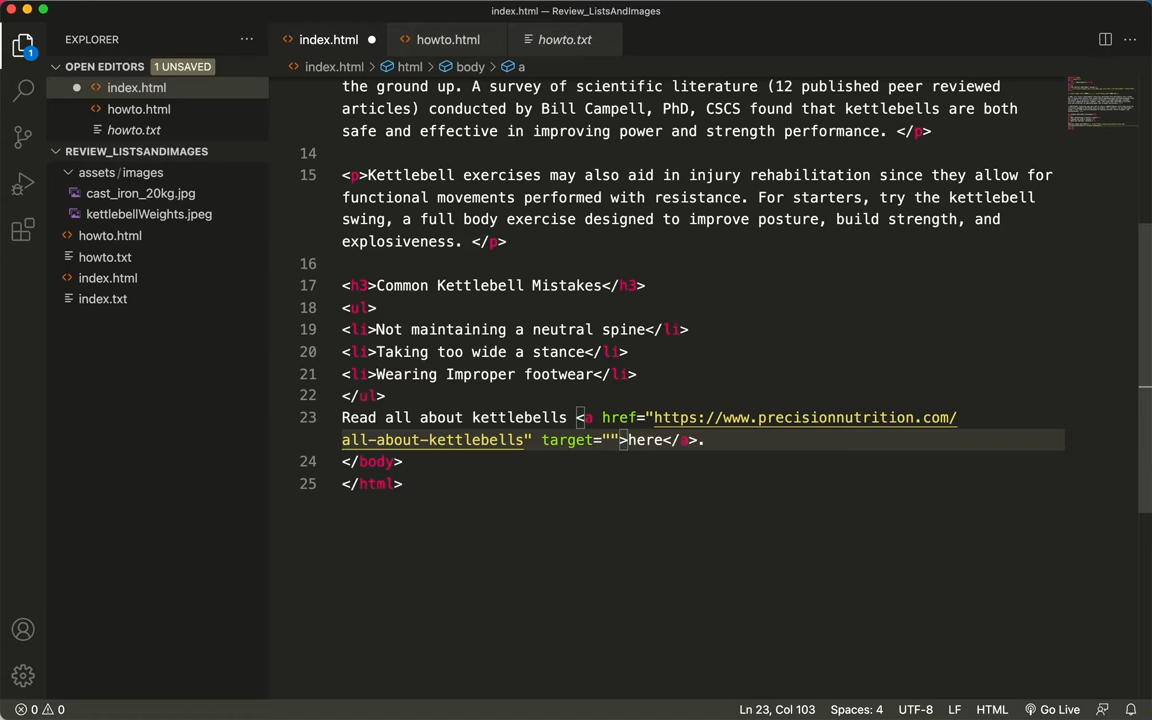 index.html — Review_ListsAndImages
EXPLORER
index.html
howto.html
howto.txt
OPEN EDITORS 1 UNSAVED
index.html > html > body > a
index.html
howto.html
howto.txt
REVIEW_LISTSANDIMAGES
assets/images
cast_iron_20kg.jpg
kettlebellWeights.jpeg
howto.html
howto.txt
index.html
index.txt
1
the ground up. A survey of scientific literature (12 published peer reviewed
articles) conducted by Bill Campell, PhD, CSCS found that kettlebells are both
safe and effective in improving power and strength performance. </p>
14
15 <p>Kettlebell exercises may also aid in injury rehabilitation since they allow for
functional movements performed with resistance. For starters, try the kettlebell
swing, a full body exercise designed to improve posture, build strength, and
explosiveness. </p>
16
17 <h3>Common Kettlebell Mistakes</h3>
18 <ul>
19 <li>Not maintaining a neutral spine</li>
20 <li>Taking too wide a stance</li>
21 <li>Wearing Improper footwear</li>
22 </ul>
23 Read all about kettlebells <a href="https://www.precisionnutrition.com/
all-about-kettlebells" target="">here</a>.
24 </body>
25 </html>
0 0
Ln 23, Col 103 Spaces: 4 UTF-8 LF HTML Go Live